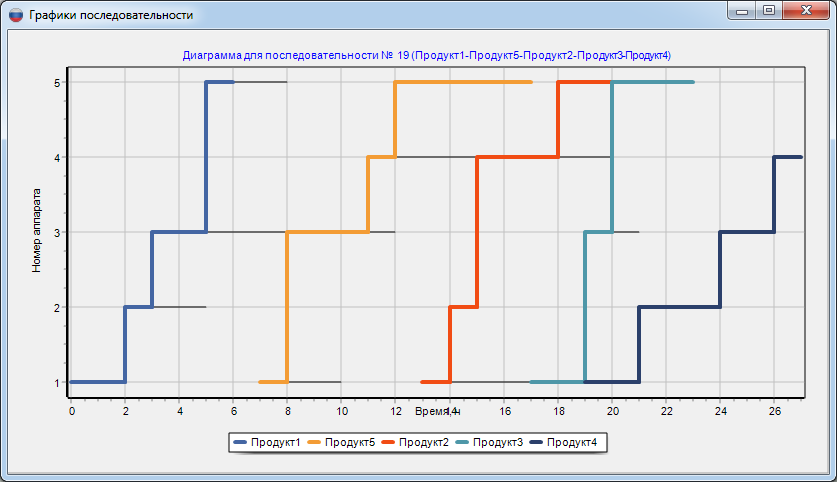 Графики последовательности
Диаграмма для последовательности № 19 (Продукт1-Продукт5-Продукт2-Продукт3-Продукт4)
Номер аппарата
5
4
3
2
1
0 2 4 6 8 10 12 14 16 18 20 22 24 26
Время, ч
Продукт1 Продукт5 Продукт2 Продукт3 Продукт4